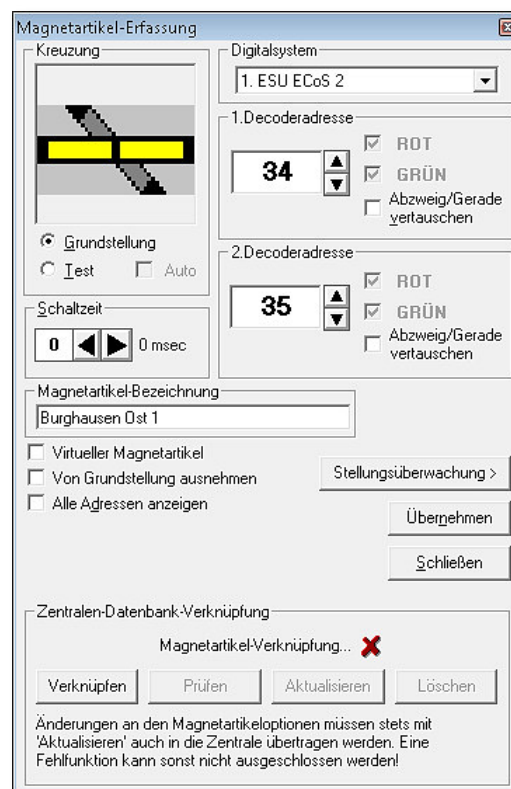 Magnetartikel-Erfassung
Kreuzung
Grundstellung
Test
Auto
Schaltzeit
0
0 msec
Digitalsystem
1. ESU ECoS 2
1.Decoderadresse
34
ROT
GRÜN
Abzweig/Gerade
vertauschen
2.Decoderadresse
35
ROT
GRÜN
Abzweig/Gerade
vertauschen
Magnetartikel-Bezeichnung
Burghausen Ost 1
Virtueller Magnetartikel
Von Grundstellung ausnehmen
Alle Adressen anzeigen
Stellungsüberwachung >
Übernehmen
Schließen
Zentralen-Datenbank-Verknüpfung
Magnetartikel-Verknüpfung...
Verknüpfen
Prüfen
Aktualisieren
Löschen
Änderungen an den Magnetartikeloptionen müssen stets mit
'Aktualisieren' auch in die Zentrale übertragen werden. Eine
Fehlfunktion kann sonst nicht ausgeschlossen werden!